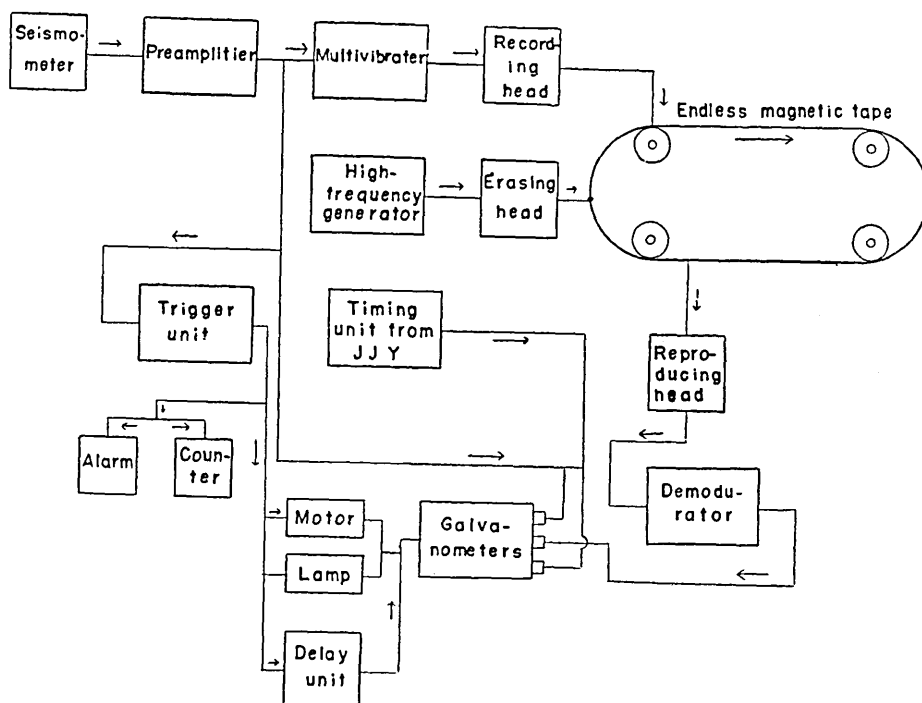 Seismo-
meter
Preamplitier
Multivibrater
Record-
ing
head
Endless magnetic tape
High-
frequency
generator
Erasing
head
Trigger
unit
Timing
unit from
JJY
Repro-
ducing
head
Alarm
Coun-
ter
Motor
Lamp
Delay
unit
Galva-
nometers
Demodu-
rator